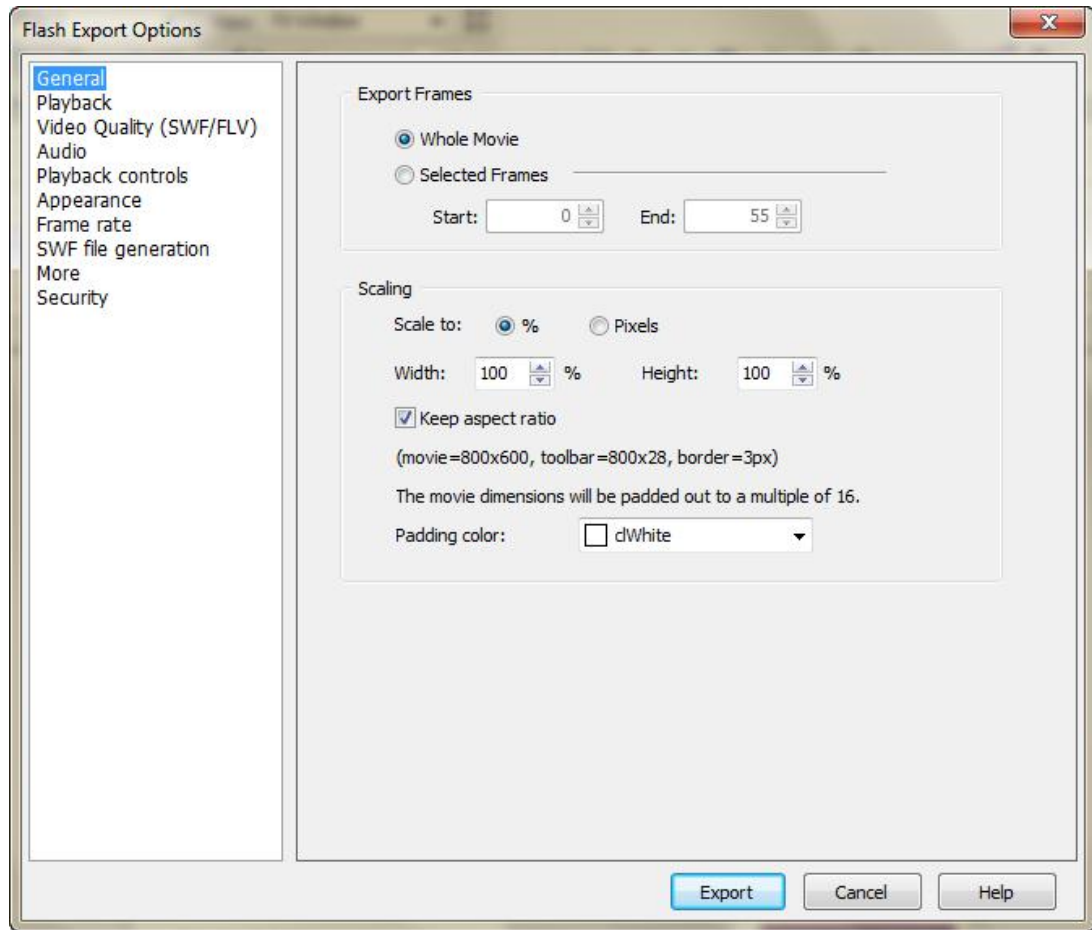 Flash Export Options
General
Playback
Video Quality (SWF/FLV)
Audio
Playback controls
Appearance
Frame rate
SWF file generation
More
Security
Export Frames
Whole Movie
Selected Frames
Start: 0 End: 55
Scaling
Scale to: % Pixels
Width: 100 % Height: 100 %
Keep aspect ratio
(movie=800x600, toolbar=800x28, border=3px)
The movie dimensions will be padded out to a multiple of 16.
Padding color: clWhite
Export Cancel Help